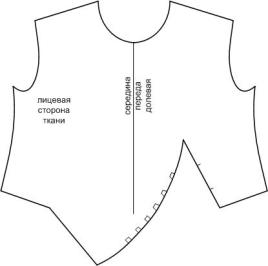 лицевая
сторона
ткани
середина
переда
долевая